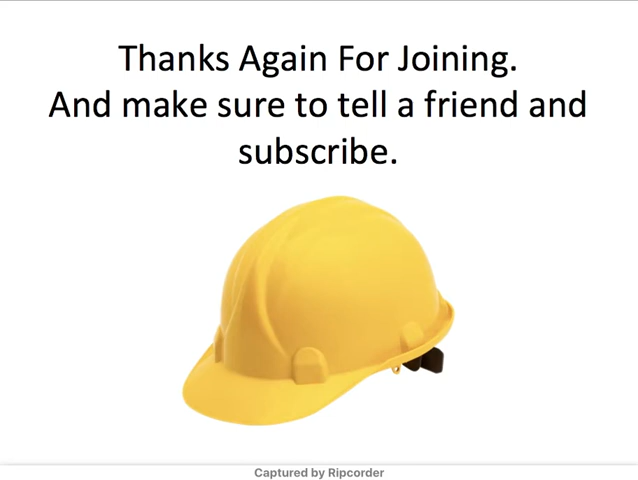 Thanks Again For Joining.
And make sure to tell a friend and
subscribe.
Captured by Ripcorder